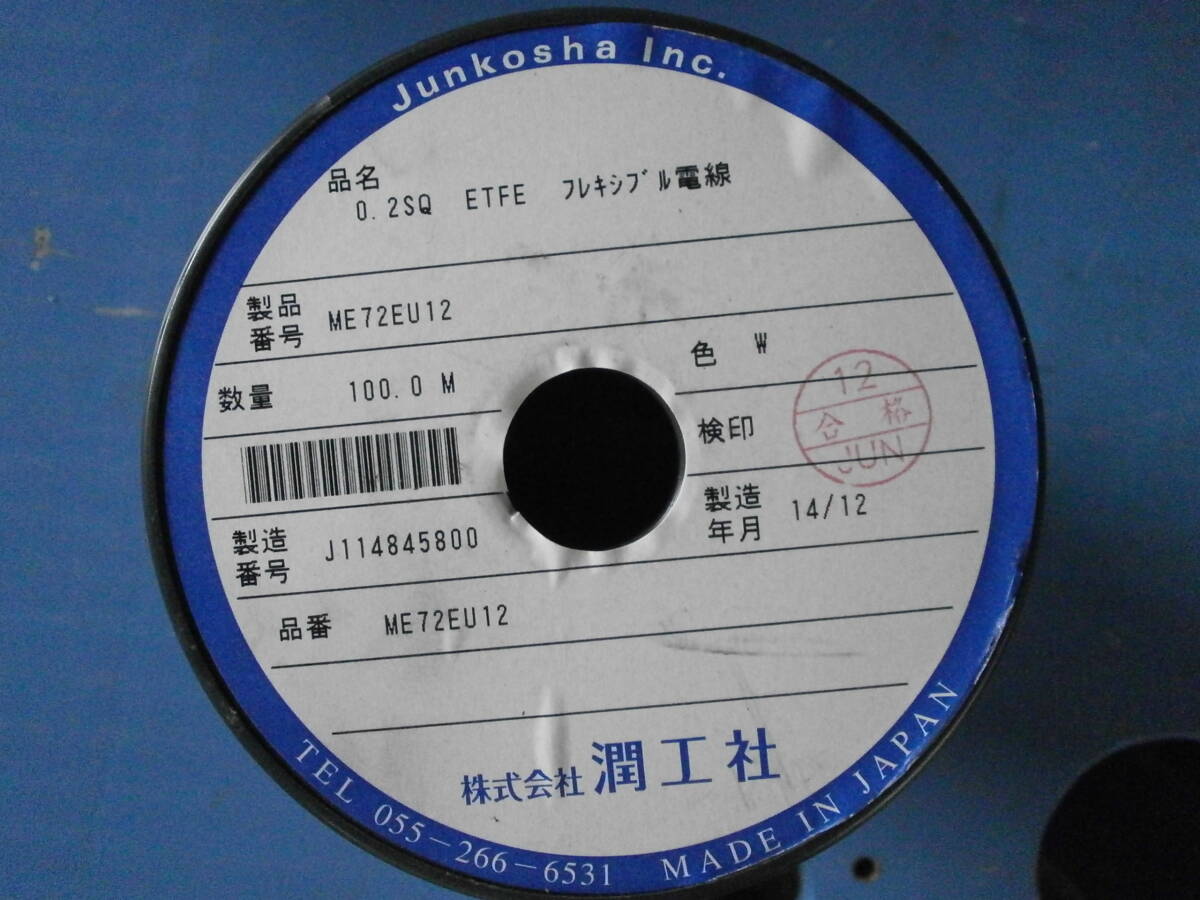 Junkosha Inc.
品名
0.2SQ ETFE ﾌﾚｷｼﾌﾞﾙ電線
製品番号 ME72EU12
数量 100.0 M
色 W
検印
12
合格
JUN
製造番号 J114845800
製造年月 14/12
品番 ME72EU12
株式会社 潤工社
TEL 055-266-6531 MADE IN JAPAN